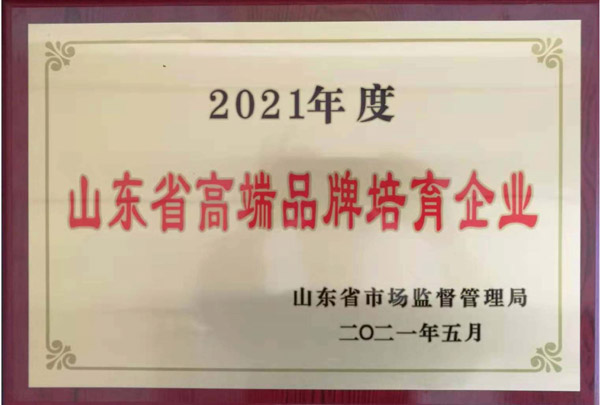 2021年度
山东省高端品牌培育企业
山东省市场监督管理局
二〇二一年五月